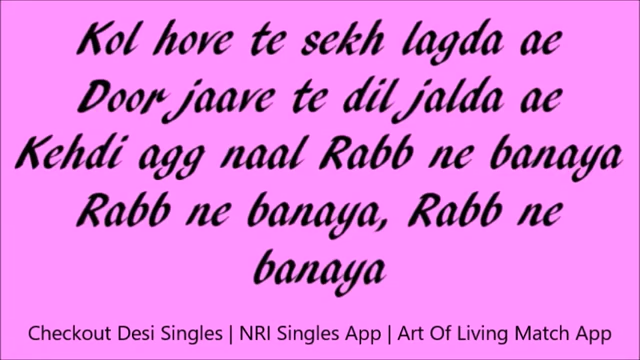 Kol hove te sekh lagda ae
Door jaave te dil jalda ae
Kehdi agg naal Rabb ne banaya
Rabb ne banaya, Rabb ne
banaya
Checkout Desi Singles | NRI Singles App | Art Of Living Match App